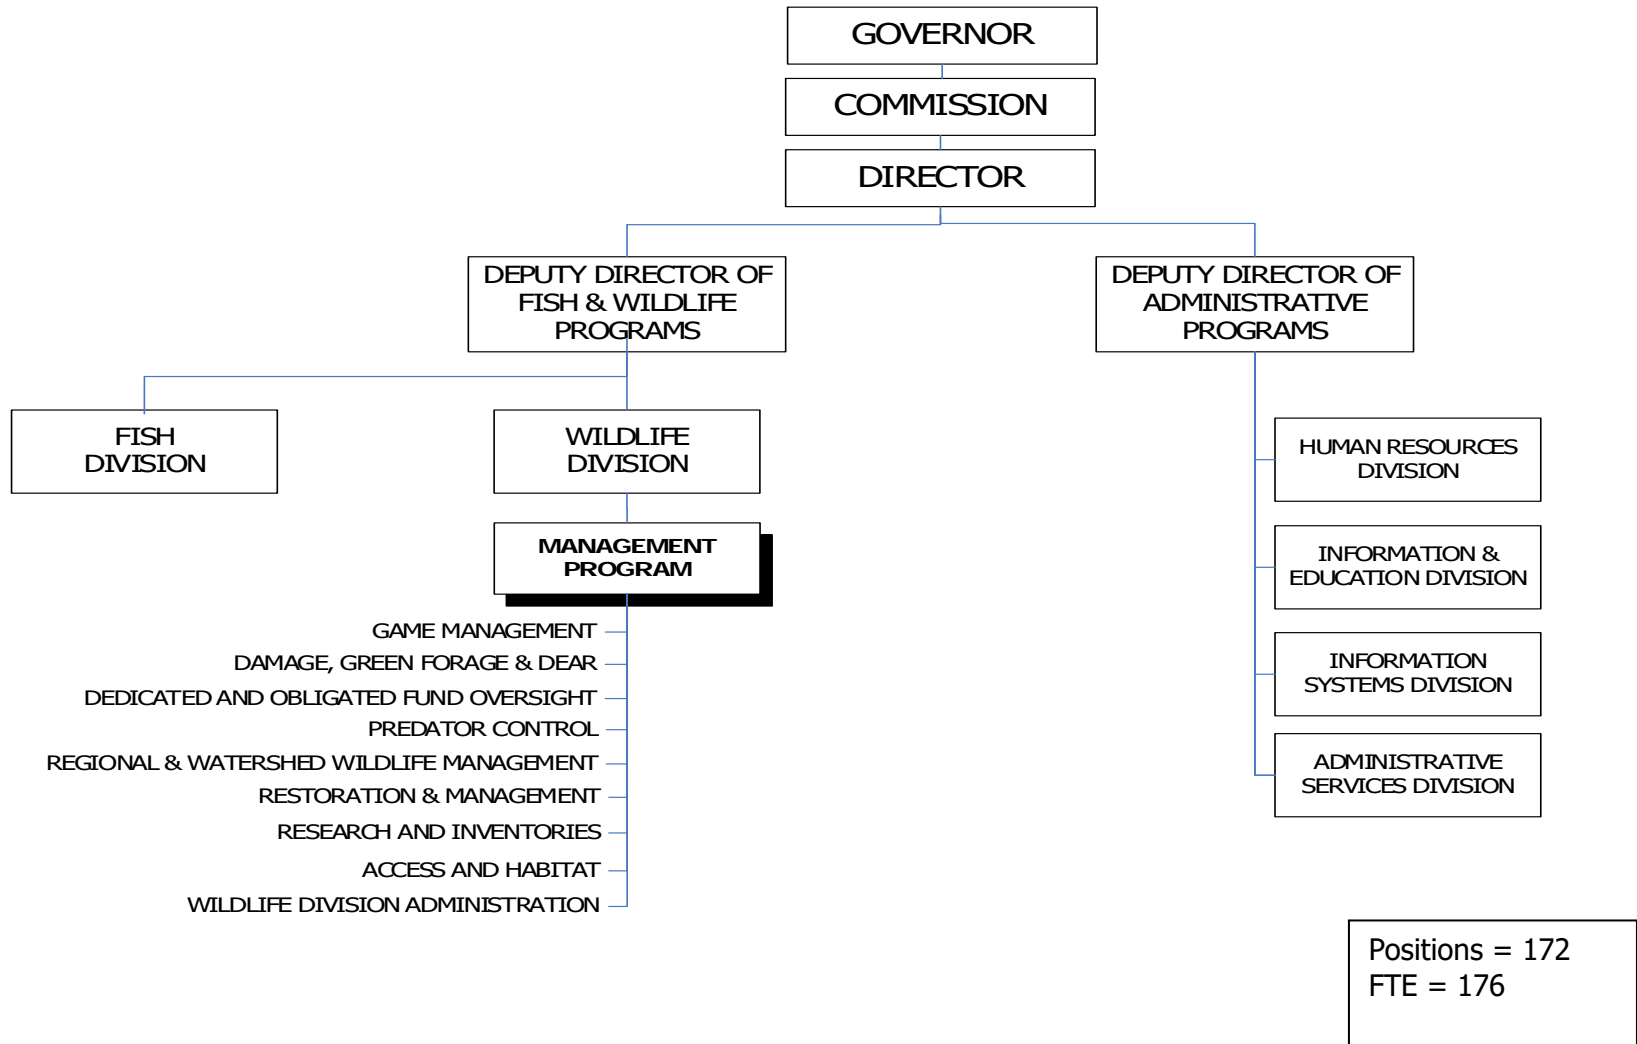 GOVERNOR
COMMISSION
DIRECTOR
DEPUTY DIRECTOR OF
FISH & WILDLIFE
PROGRAMS
DEPUTY DIRECTOR OF
ADMINISTRATIVE
PROGRAMS
FISH
DIVISION
WILDLIFE
DIVISION
MANAGEMENT
PROGRAM
GAME MANAGEMENT
DAMAGE, GREEN FORAGE & DEAR
DEDICATED AND OBLIGATED FUND OVERSIGHT
PREDATOR CONTROL
REGIONAL & WATERSHED WILDLIFE MANAGEMENT
RESTORATION & MANAGEMENT
RESEARCH AND INVENTORIES
ACCESS AND HABITAT
WILDLIFE DIVISION ADMINISTRATION
HUMAN RESOURCES
DIVISION
INFORMATION &
EDUCATION DIVISION
INFORMATION
SYSTEMS DIVISION
ADMINISTRATIVE
SERVICES DIVISION
Positions = 172
FTE = 176